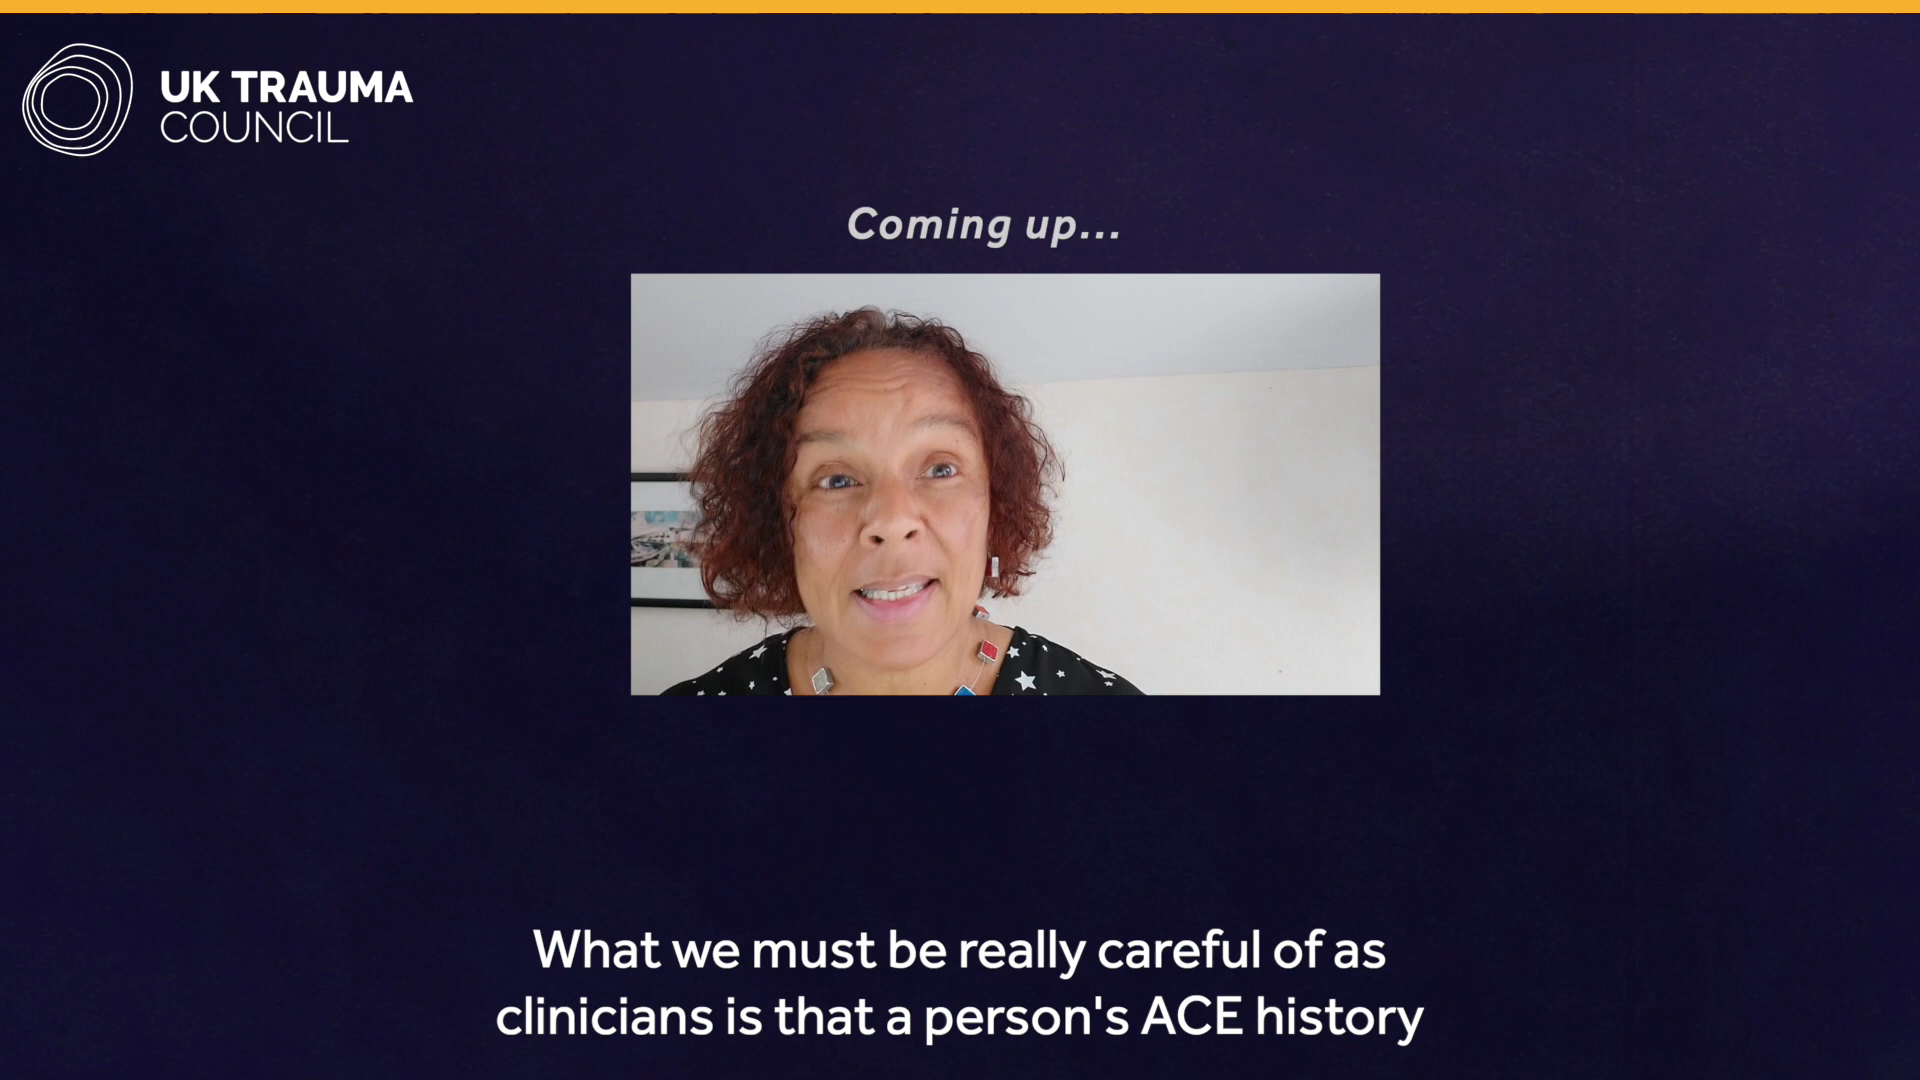 UK TRAUMA
COUNCIL
Coming up...
What we must be really careful of as
clinicians is that a person's ACE history